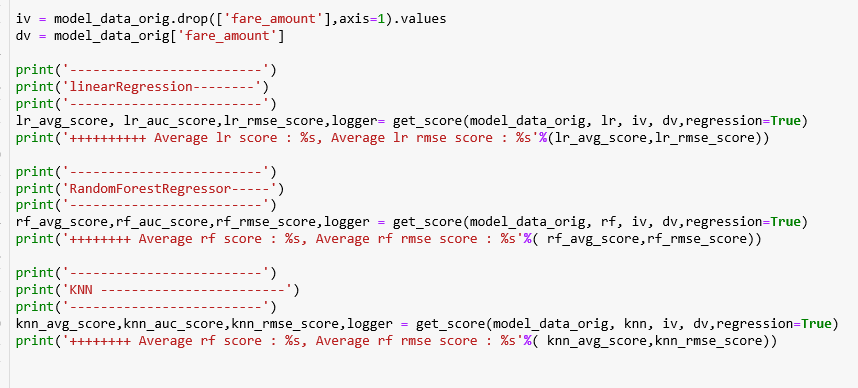 iv = model_data_orig.drop(['fare_amount'],axis=1).values
dv = model_data_orig['fare_amount']
print('-------------------------')
print('linearRegression--------')
print('-------------------------')
lr_avg_score, lr_auc_score,lr_rmse_score,logger= get_score(model_data_orig, lr, iv, dv,regression=True)
print('++++++++++ Average lr score : %s, Average lr rmse score : %s'%(lr_avg_score,lr_rmse_score))
print('-------------------------')
print('RandomForestRegressor-----')
print('-------------------------')
rf_avg_score,rf_auc_score,rf_rmse_score,logger = get_score(model_data_orig, rf, iv, dv,regression=True)
print('++++++++ Average rf score : %s, Average rf rmse score : %s'%( rf_avg_score,rf_rmse_score))
print('-------------------------')
print('KNN ------------------------')
print('-------------------------')
knn_avg_score,knn_auc_score,knn_rmse_score,logger = get_score(model_data_orig, knn, iv, dv,regression=True)
print('++++++++ Average rf score : %s, Average rf rmse score : %s'%( knn_avg_score,knn_rmse_score))